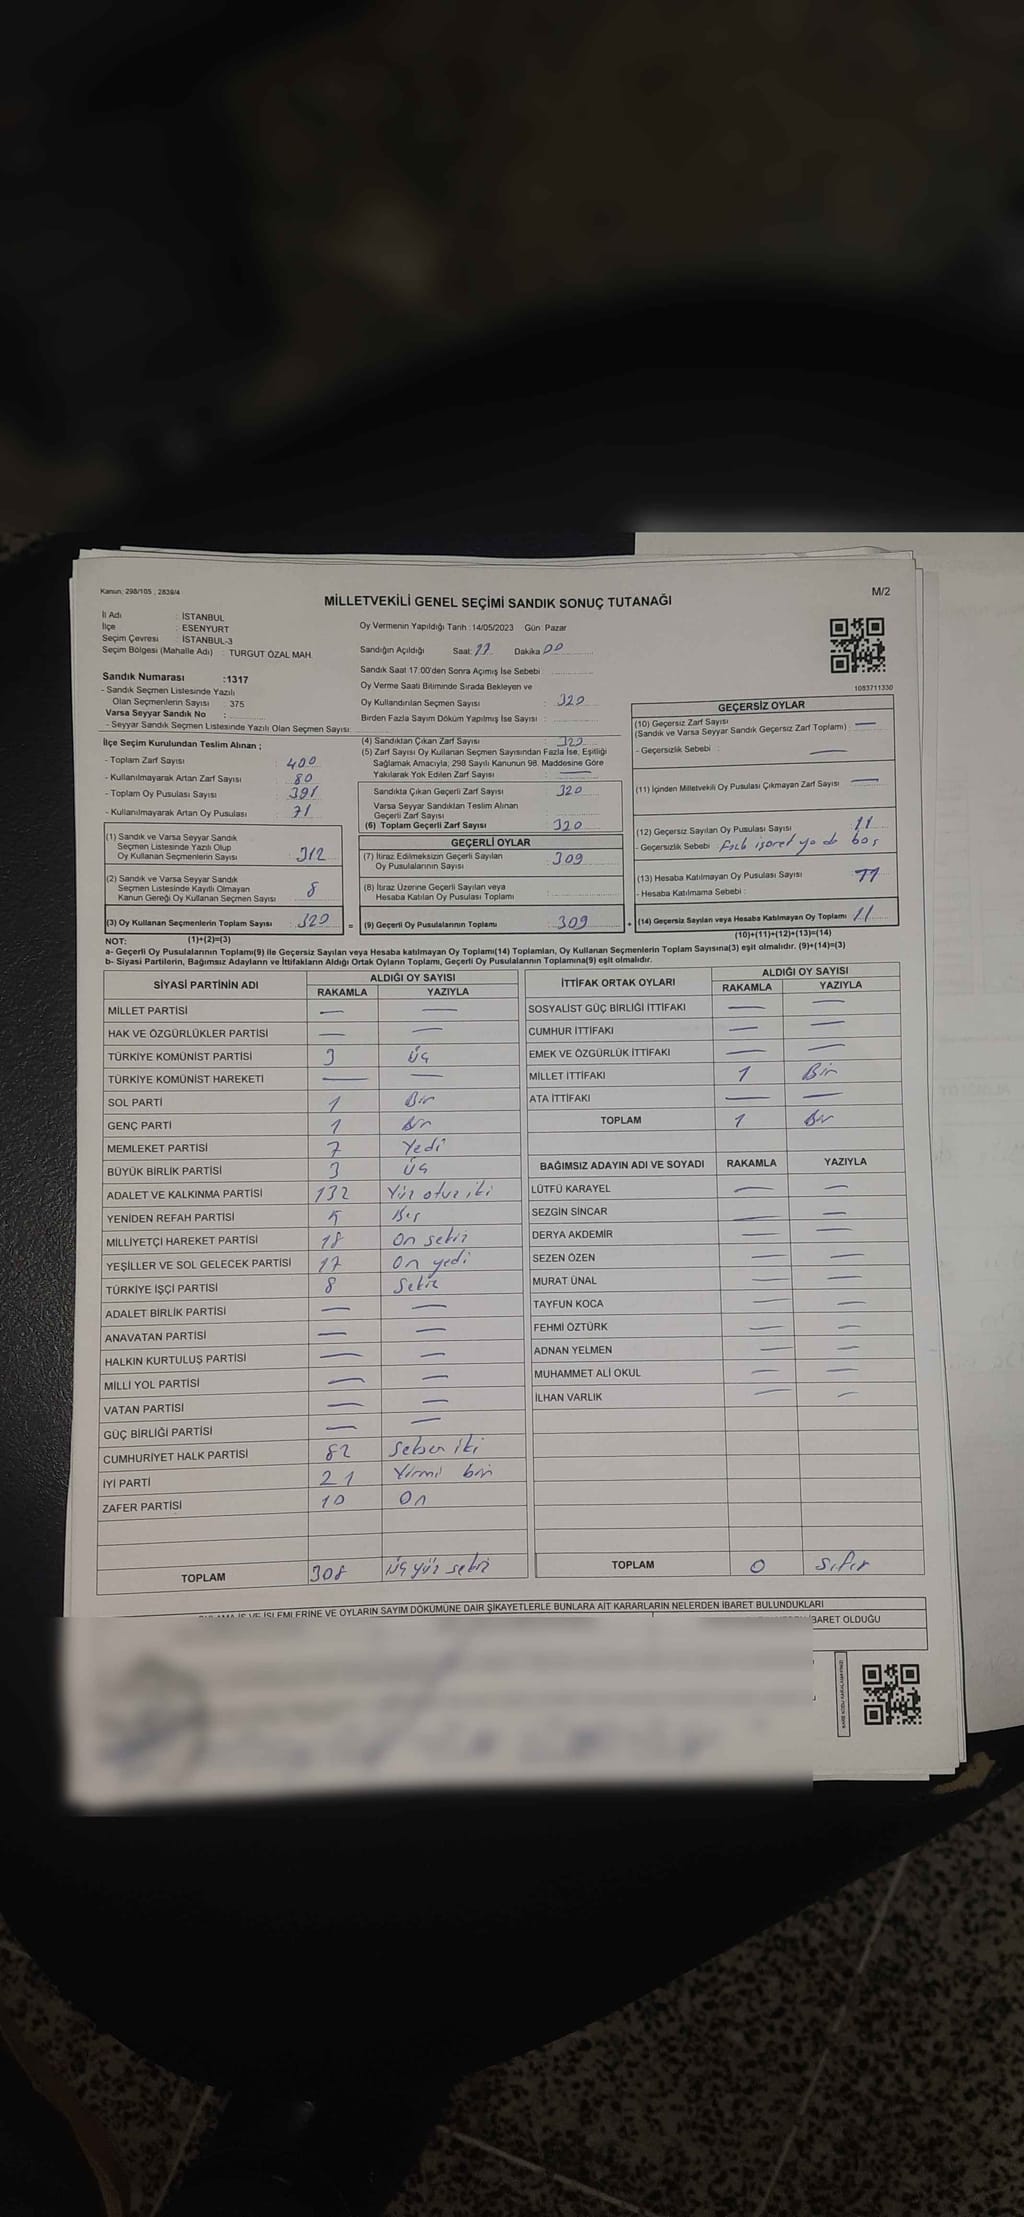 Kanun; 298/105 , 2839/4
M/2
MİLLETVEKİLİ GENEL SEÇİMİ SANDIK SONUÇ TUTANAĞI
İl Adı : İSTANBUL
İlçe : ESENYURT
Seçim Çevresi : İSTANBUL-3
Seçim Bölgesi (Mahalle Adı) : TURGUT ÖZAL MAH.
Sandık Numarası :1317
- Sandık Seçmen Listesinde Yazılı
Olan Seçmenlerin Sayısı : 375
Varsa Seyyar Sandık No :
- Seyyar Sandık Seçmen Listesinde Yazılı Olan Seçmen Sayısı:
Oy Vermenin Yapıldığı Tarih :14/05/2023 Gün: Pazar
Sandığın Açıldığı Saat: Dakika 00
Sandık Saat 17:00'den Sonra Açımış İse Sebebi :
Oy Verme Saati Bitiminde Sırada Bekleyen ve
Oy Kullandırılan Seçmen Sayısı : 320
Birden Fazla Sayım Döküm Yapılmış İse Sayısı :
1083711330
İlçe Seçim Kurulundan Teslim Alınan ;
- Toplam Zarf Sayısı : 400
- Kullanılmayarak Artan Zarf Sayısı : 80
- Toplam Oy Pusulası Sayısı : 391
- Kullanılmayarak Artan Oy Pusulası : 71
(1) Sandık ve Varsa Seyyar Sandık
Seçmen Listesinde Yazılı Olup
Oy Kullanan Seçmenlerin Sayısı : 312
(2) Sandık ve Varsa Seyyar Sandık
Seçmen Listesinde Kayıtlı Olmayan
Kanun Gereği Oy Kullanan Seçmen Sayısı 8
(3) Oy Kullanan Seçmenlerin Toplam Sayısı : 320 =
(4) Sandıktan Çıkan Zarf Sayısı : 320
(5) Zarf Sayısı Oy Kullanan Seçmen Sayısından Fazla İse, Eşitliği
Sağlamak Amacıyla; 298 Sayılı Kanunun 98. Maddesine Göre
Yakılarak Yok Edilen Zarf Sayısı : —
Sandıkta Çıkan Geçerli Zarf Sayısı : 320
Varsa Seyyar Sandıktan Teslim Alınan
Geçerli Zarf Sayısı :
(6) Toplam Geçerli Zarf Sayısı : 320
GEÇERLİ OYLAR
(7) İtiraz Edilmeksizin Geçerli Sayılan
Oy Pusulalarının Sayısı : 309
(8) İtiraz Üzerine Geçerli Sayılan veya
Hesaba Katılan Oy Pusulası Toplamı :
(9) Geçerli Oy Pusulalarının Toplamı : 309 +
GEÇERSİZ OYLAR
(10) Geçersiz Zarf Sayısı —
(Sandık ve Varsa Seyyar Sandık Geçersiz Zarf Toplamı) :
- Geçersizlik Sebebi : —
(11) İçinden Milletvekili Oy Pusulası Çıkmayan Zarf Sayısı : —
(12) Geçersiz Sayılan Oy Pusulası Sayısı : 11
- Geçersizlik Sebebi : işaret ya da boş
(13) Hesaba Katılmayan Oy Pusulası Sayısı : 11
- Hesaba Katılmama Sebebi :
(14) Geçersiz Sayılan veya Hesaba Katılmayan Oy Toplamı : 11
NOT: (1)+(2)=(3)
(10)+(11)+(12)+(13)=(14)
a- Geçerli Oy Pusulalarının Toplamı(9) ile Geçersiz Sayılan veya Hesaba katılmayan Oy Toplamı(14) Toplamları, Oy Kullanan Seçmenlerin Toplam Sayısına(3) eşit olmalıdır. (9)+(14)=(3)
b- Siyasi Partilerin, Bağımsız Adayların ve İttifakların Aldığı Ortak Oyların Toplamı, Geçerli Oy Pusulalarının Toplamına(9) eşit olmalıdır.
SİYASİ PARTİNİN ADI ALDIĞI OY SAYISI
RAKAMLA YAZIYLA
MİLLET PARTİSİ — —
HAK VE ÖZGÜRLÜKLER PARTİSİ — —
TÜRKİYE KOMÜNİST PARTİSİ 3 Üç
TÜRKİYE KOMÜNİST HAREKETİ — —
SOL PARTİ 1 Bir
GENÇ PARTİ 1 Bir
MEMLEKET PARTİSİ 7 Yedi
BÜYÜK BİRLİK PARTİSİ 3 Üç
ADALET VE KALKINMA PARTİSİ 132 Yüz otuz iki
YENİDEN REFAH PARTİSİ 5 Beş
MİLLİYETÇİ HAREKET PARTİSİ 18 On sekiz
YEŞİLLER VE SOL GELECEK PARTİSİ 17 On yedi
TÜRKİYE İŞÇİ PARTİSİ 8 Sekiz
ADALET BİRLİK PARTİSİ — —
ANAVATAN PARTİSİ — —
HALKIN KURTULUŞ PARTİSİ — —
MİLLİ YOL PARTİSİ — —
VATAN PARTİSİ — —
GÜÇ BİRLİĞİ PARTİSİ — —
CUMHURİYET HALK PARTİSİ 82 Seksen iki
İYİ PARTİ 21 Yirmi bir
ZAFER PARTİSİ 10 On
TOPLAM 308 Üç yüz sekiz
İTTİFAK ORTAK OYLARI ALDIĞI OY SAYISI
RAKAMLA YAZIYLA
SOSYALİST GÜÇ BİRLİĞİ İTTİFAKI — —
CUMHUR İTTİFAKI — —
EMEK VE ÖZGÜRLÜK İTTİFAKI — —
MİLLET İTTİFAKI 1 Bir
ATA İTTİFAKI — —
TOPLAM 1 Bir
BAĞIMSIZ ADAYIN ADI VE SOYADI RAKAMLA YAZIYLA
LÜTFÜ KARAYEL — —
SEZGİN SİNCAR — —
DERYA AKDEMİR — —
SEZEN ÖZEN — —
MURAT ÜNAL — —
TAYFUN KOCA — —
FEHMİ ÖZTÜRK — —
ADNAN YELMEN — —
MUHAMMET ALİ OKUL — —
İLHAN VARLIK — —
TOPLAM 0 Sıfır
İŞLEMLERİNE VE OYLARIN SAYIM DÖKÜMÜNE DAİR ŞİKAYETLERLE BUNLARA AİT KARARLARIN NELERDEN İBARET BULUNDUKLARI
İBARET OLDUĞU